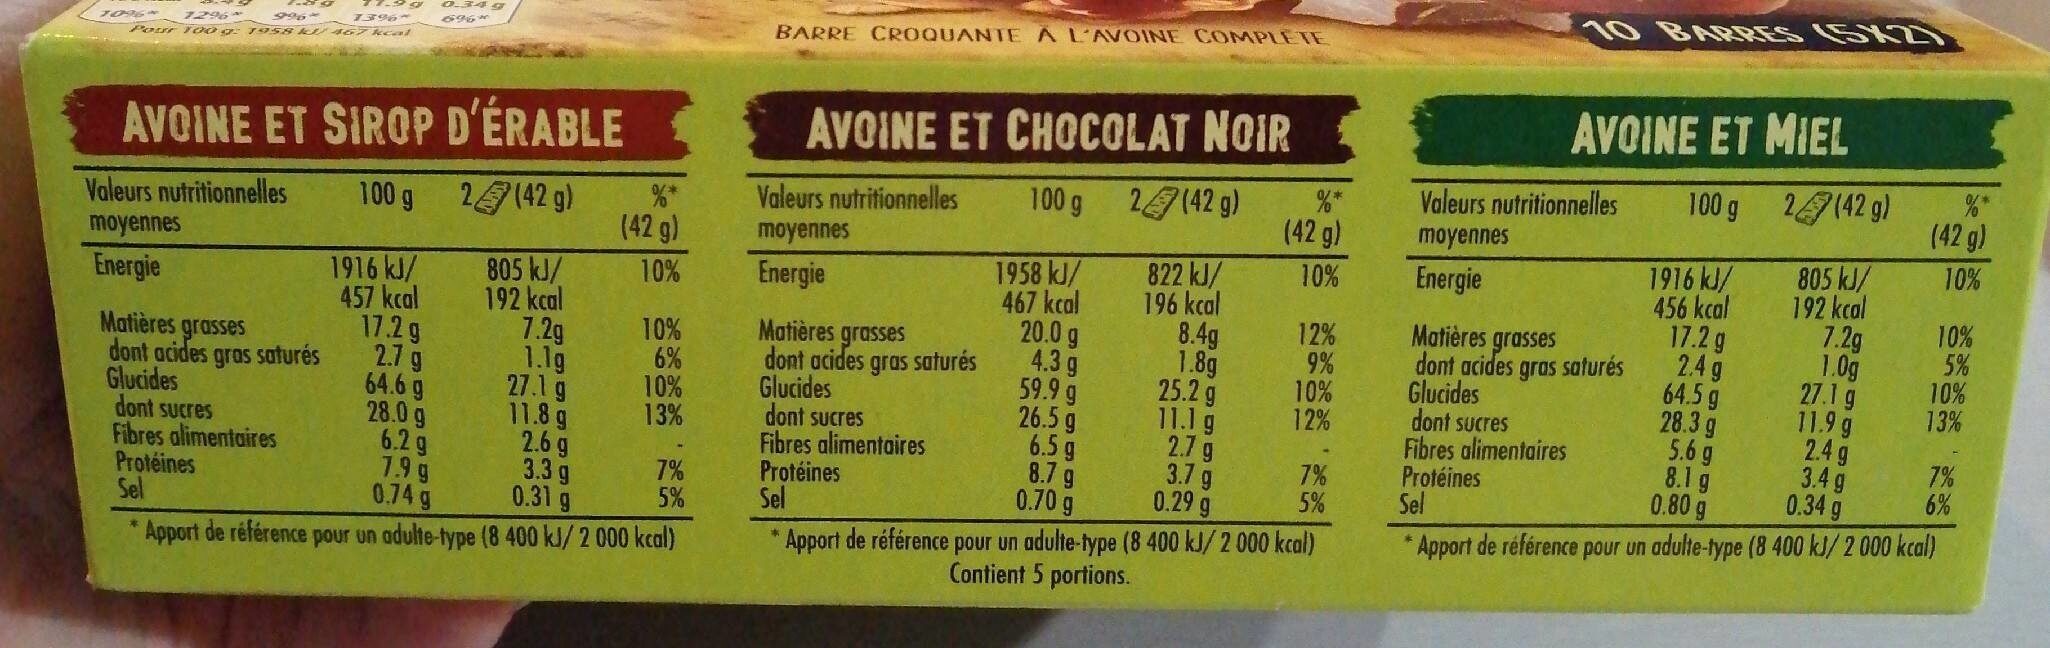 10% 12% 9%* 13%* 6%*
Pour 100 g: 1958 kJ/ 467 kcal
BARRE CROQUANTE À L'AVOINE COMPLÈTE
10 BARRES (5X2)
AVOINE ET SIROP D'ÉRABLE
Valeurs nutritionnelles 100 g 2 (42 g) %*
moyennes (42 g)
Energie 1916 kJ/ 805 kJ/ 10%
457 kcal 192 kcal
Matières grasses 17.2 g 7.2g 10%
dont acides gras saturés 2.7 g 1.1g 6%
Glucides 64.6 g 27.1 g 10%
dont sucres 28.0 g 11.8 g 13%
Fibres alimentaires 6.2 g 2.6 g -
Protéines 7.9 g 3.3 g 7%
Sel 0.74 g 0.31 g 5%
* Apport de référence pour un adulte-type (8 400 kJ/ 2 000 kcal)
AVOINE ET CHOCOLAT NOIR
Valeurs nutritionnelles 100 g 2 (42 g) %*
moyennes (42 g)
Energie 1958 kJ/ 822 kJ/ 10%
467 kcal 196 kcal
Matières grasses 20.0 g 8.4g 12%
dont acides gras saturés 4.3 g 1.8g 9%
Glucides 59.9 g 25.2 g 10%
dont sucres 26.5 g 11.1 g 12%
Fibres alimentaires 6.5 g 2.7 g -
Protéines 8.7 g 3.7 g 7%
Sel 0.70 g 0.29 g 5%
* Apport de référence pour un adulte-type (8 400 kJ/ 2 000 kcal)
Contient 5 portions.
AVOINE ET MIEL
Valeurs nutritionnelles 100 g 2 (42 g) %*
moyennes (42 g)
Energie 1916 kJ/ 805 kJ/ 10%
456 kcal 192 kcal
Matières grasses 17.2 g 7.2g 10%
dont acides gras saturés 2.4 g 1.0g 5%
Glucides 64.5 g 27.1 g 10%
dont sucres 28.3 g 11.9 g 13%
Fibres alimentaires 5.6 g 2.4 g -
Protéines 8.1 g 3.4 g 7%
Sel 0.80 g 0.34 g 6%
* Apport de référence pour un adulte-type (8 400 kJ/ 2 000 kcal)